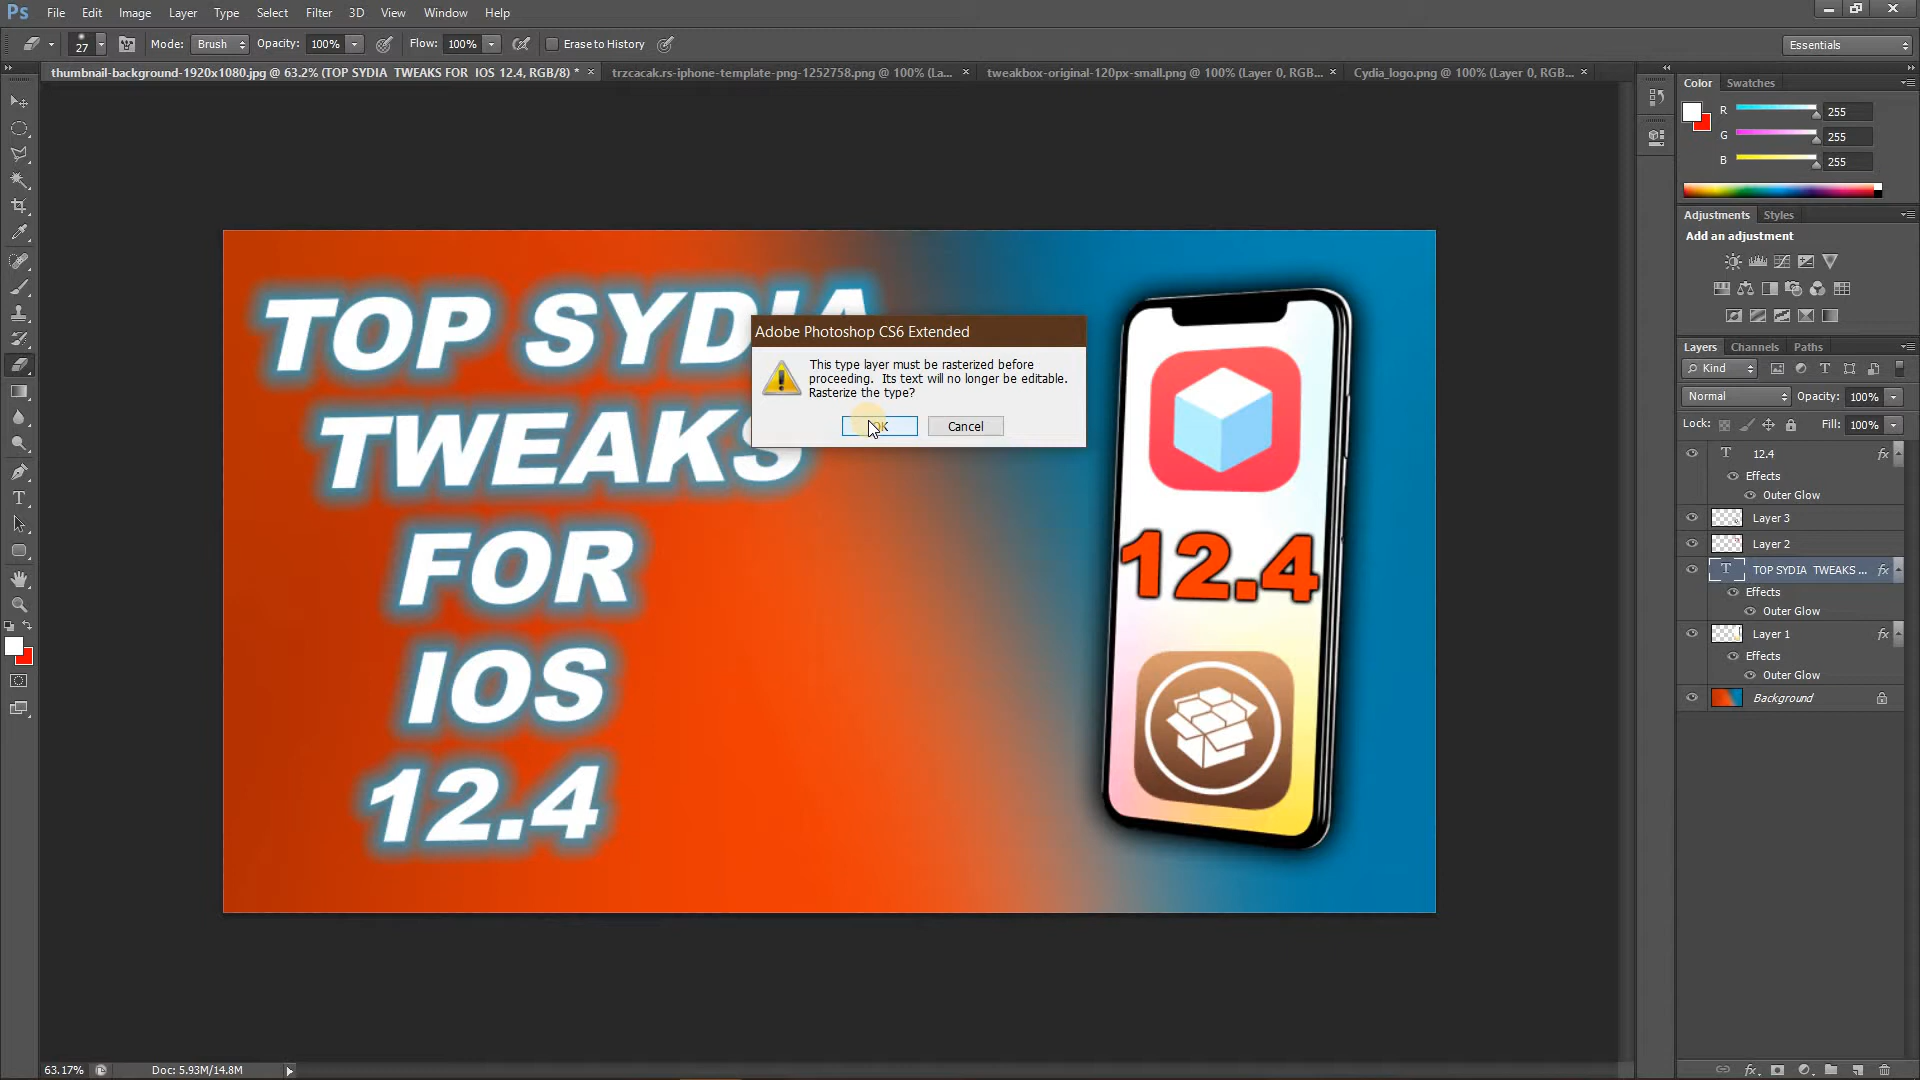 Ps File Edit Image Layer Type Select Filter 3D View Window Help
27 Mode: Brush Opacity: 100% Flow: 100% Erase to History Essentials
thumbnail-background-1920x1080.jpg @ 63.2% (TOP SYDIA  TWEAKS FOR  IOS 12.4, RGB/8) * × trzcacak.rs-iphone-template-png-1252758.png @ 100% (La... × tweakbox-original-120px-small.png @ 100% (Layer 0, RGB... × Cydia_logo.png @ 100% (Layer 0, RGB... ×
Color Swatches
R 255
G 255
B 255
Adjustments Styles
Add an adjustment
Layers Channels Paths
Kind
Normal Opacity: 100%
Lock: Fill: 100%
T 12.4 fx
Effects
Outer Glow
Layer 3
Layer 2
T TOP SYDIA  TWEAKS ... fx
Effects
Outer Glow
Layer 1 fx
Effects
Outer Glow
Background
TOP SYDIA
TWEAKS
FOR
IOS
12.4
12.4
Adobe Photoshop CS6 Extended
This type layer must be rasterized before
proceeding.  Its text will no longer be editable.
Rasterize the type?
OK Cancel
63.17% Doc: 5.93M/14.8M